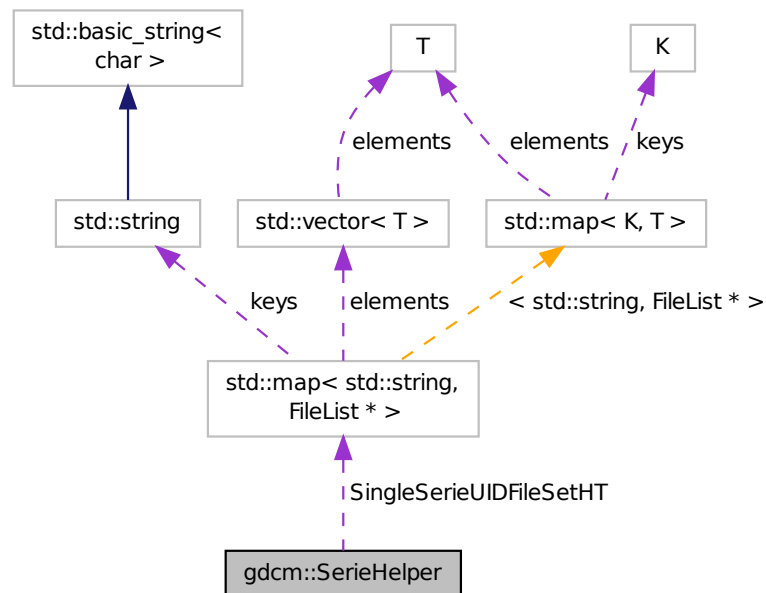 std::basic_string<
char >
T
K
elements
elements
keys
std::string
std::vector< T >
std::map< K, T >
keys
elements
< std::string, FileList * >
std::map< std::string,
FileList * >
SingleSerieUIDFileSetHT
gdcm::SerieHelper